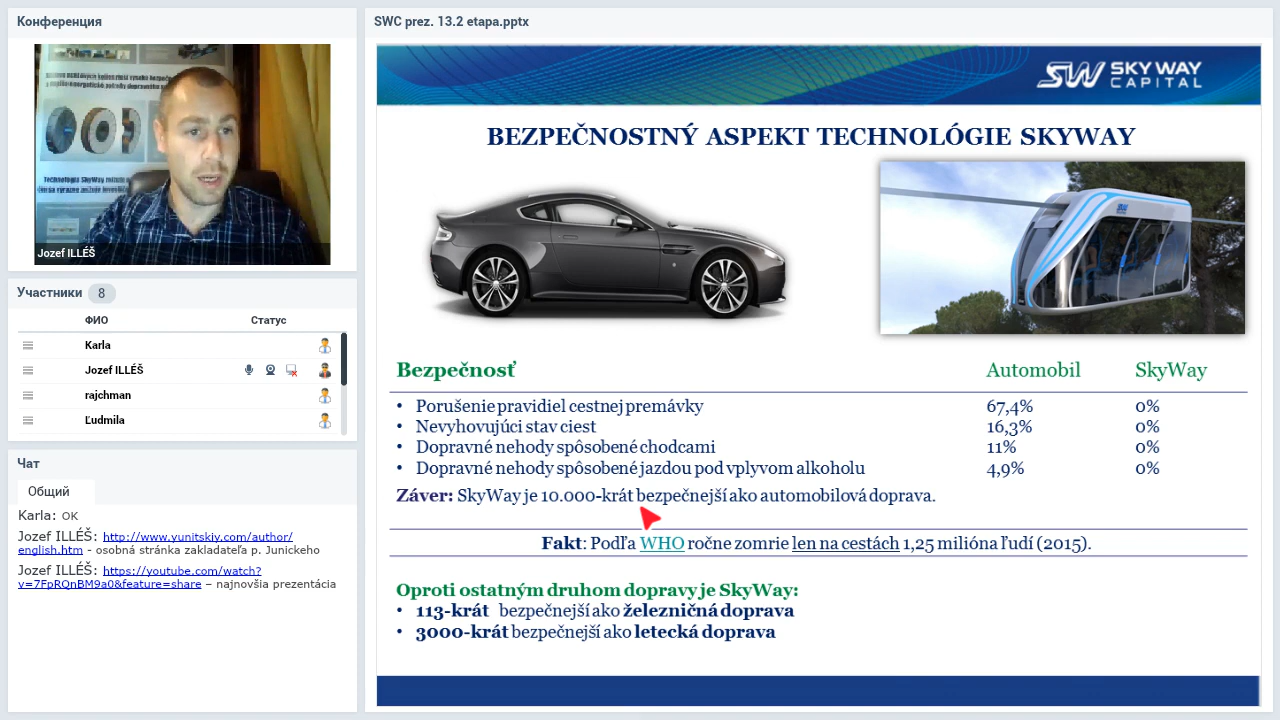 Конференция
Jozef ILLÉŠ
Участники 8
ФИО Статус
Karla
Jozef ILLÉŠ
rajchman
Ľudmila
Чат
Общий
Karla: OK
Jozef ILLÉŠ: http://www.yunitskiy.com/author/
english.htm - osobná stránka zakladateľa p. Junického
Jozef ILLÉŠ: https://youtube.com/watch?
v=7FpRQnBM9a0&feature=share – najnovšia prezentácia
SWC prez. 13.2 etapa.pptx
SW SKY WAY
CAPITAL
BEZPEČNOSTNÝ ASPEKT TECHNOLÓGIE SKYWAY
Bezpečnosť Automobil SkyWay
• Porušenie pravidiel cestnej premávky 67,4% 0%
• Nevyhovujúci stav ciest 16,3% 0%
• Dopravné nehody spôsobené chodcami 11% 0%
• Dopravné nehody spôsobené jazdou pod vplyvom alkoholu 4,9% 0%
Záver: SkyWay je 10.000-krát bezpečnejší ako automobilová doprava.
Fakt: Podľa WHO ročne zomrie len na cestách 1,25 milióna ľudí (2015).
Oproti ostatným druhom dopravy je SkyWay:
• 113-krát bezpečnejší ako železničná doprava
• 3000-krát bezpečnejší ako letecká doprava